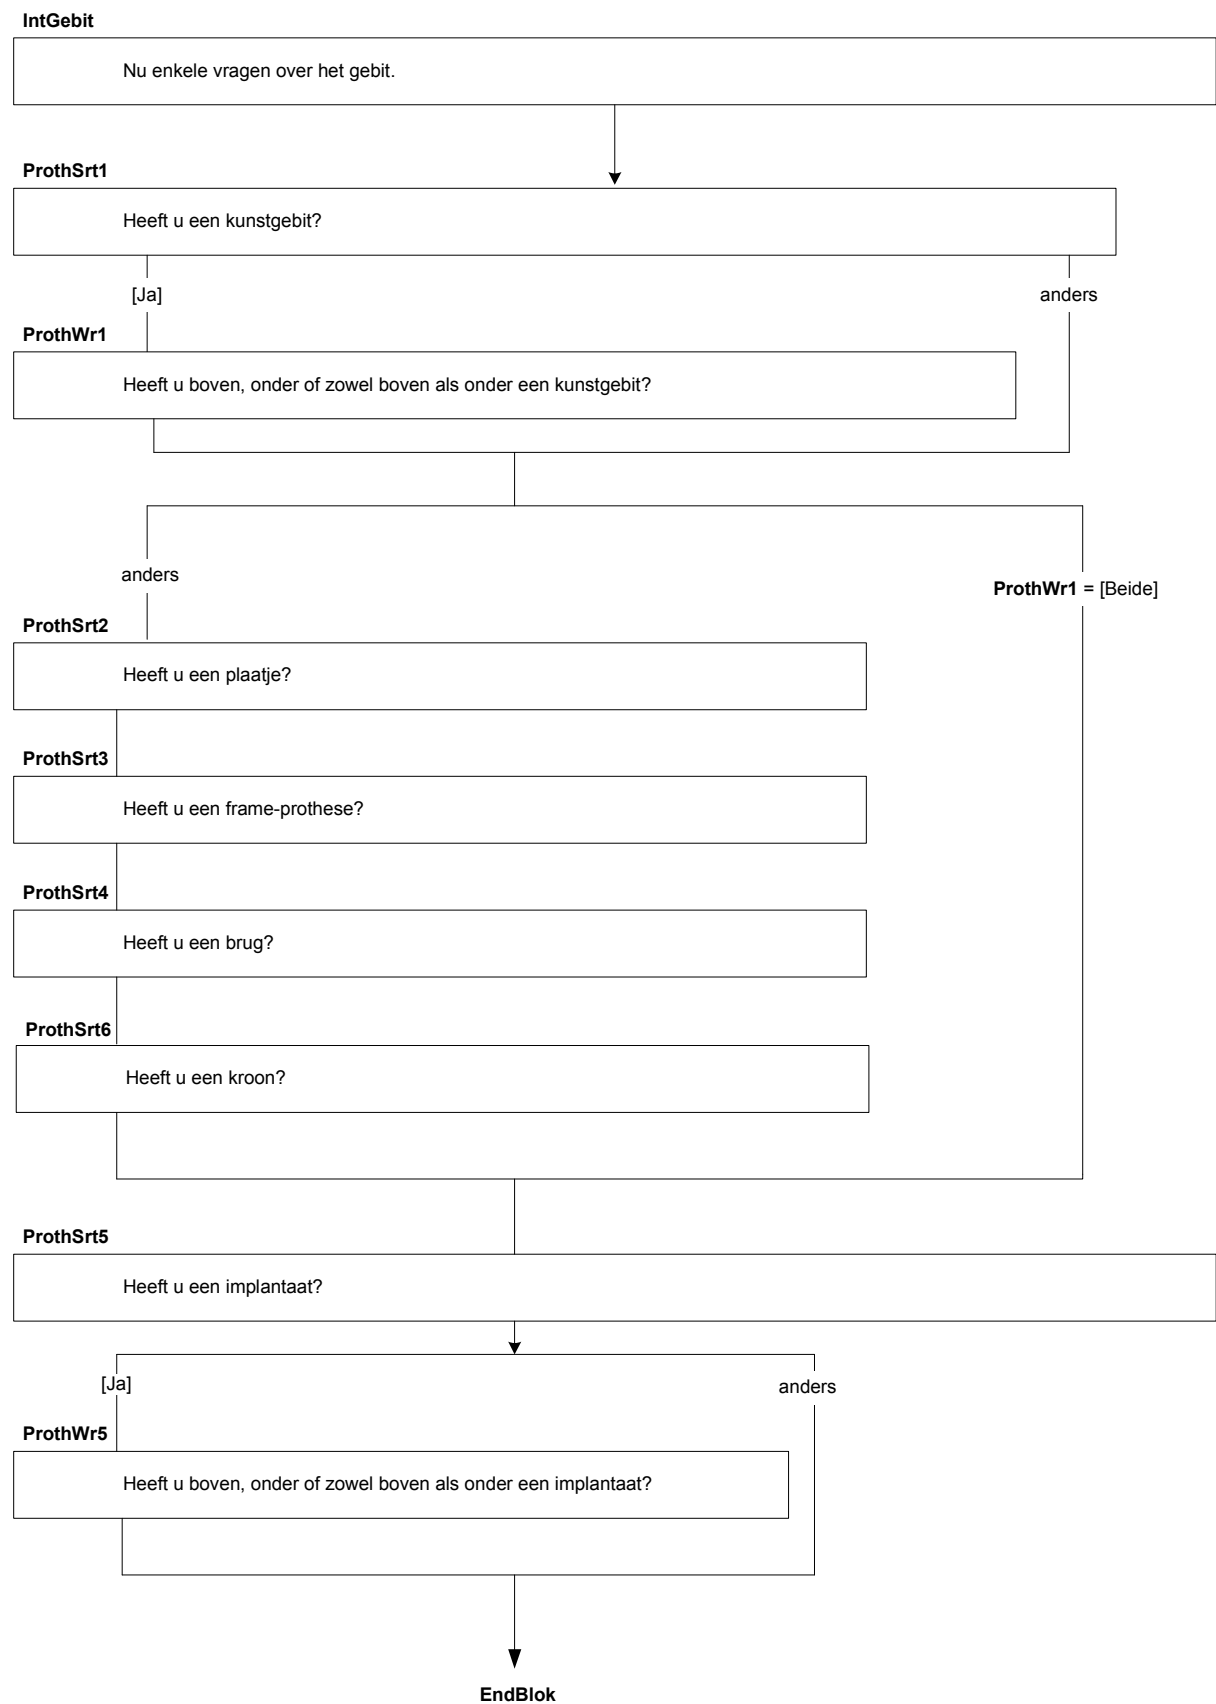 IntGebit
Nu enkele vragen over het gebit.
ProthSrt1
Heeft u een kunstgebit?
[Ja]
anders
ProthWr1
Heeft u boven, onder of zowel boven als onder een kunstgebit?
anders
ProthWr1 = [Beide]
ProthSrt2
Heeft u een plaatje?
ProthSrt3
Heeft u een frame-prothese?
ProthSrt4
Heeft u een brug?
ProthSrt6
Heeft u een kroon?
ProthSrt5
Heeft u een implantaat?
[Ja]
anders
ProthWr5
Heeft u boven, onder of zowel boven als onder een implantaat?
EndBlok